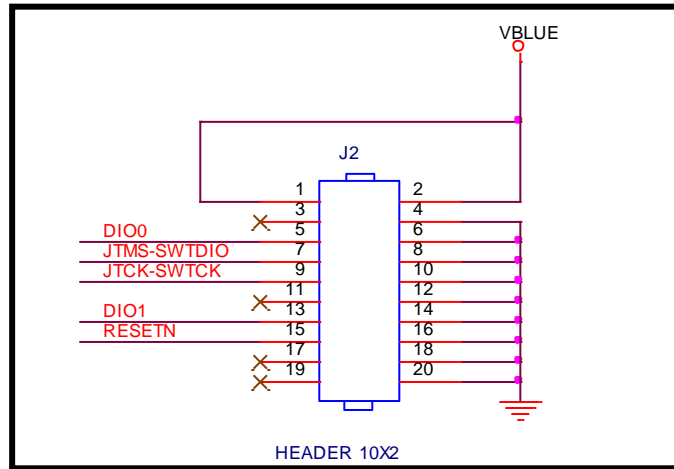 VBLUE
J2
1 2
3 4
DIO0 5 6
JTMS-SWTDIO 7 8
JTCK-SWTCK 9 10
11 12
DIO1 13 14
RESETN 15 16
17 18
19 20
HEADER 10X2